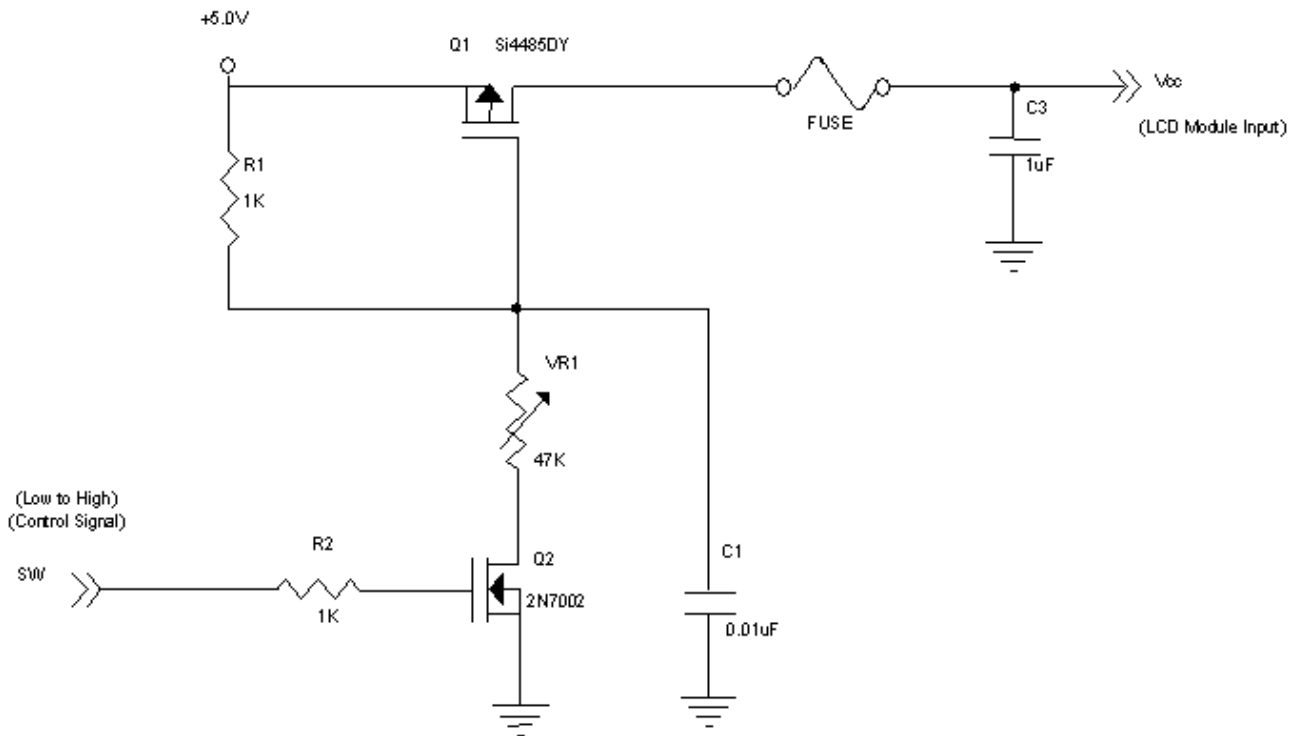 +5.0V
Q1 Si4485DY
Vcc
C3
FUSE
(LCD Module Input)
R1
1uF
1K
VR1
47K
(Low to High)
(Control Signal)
R2
Q2
C1
SW
2N7002
1K
0.01uF